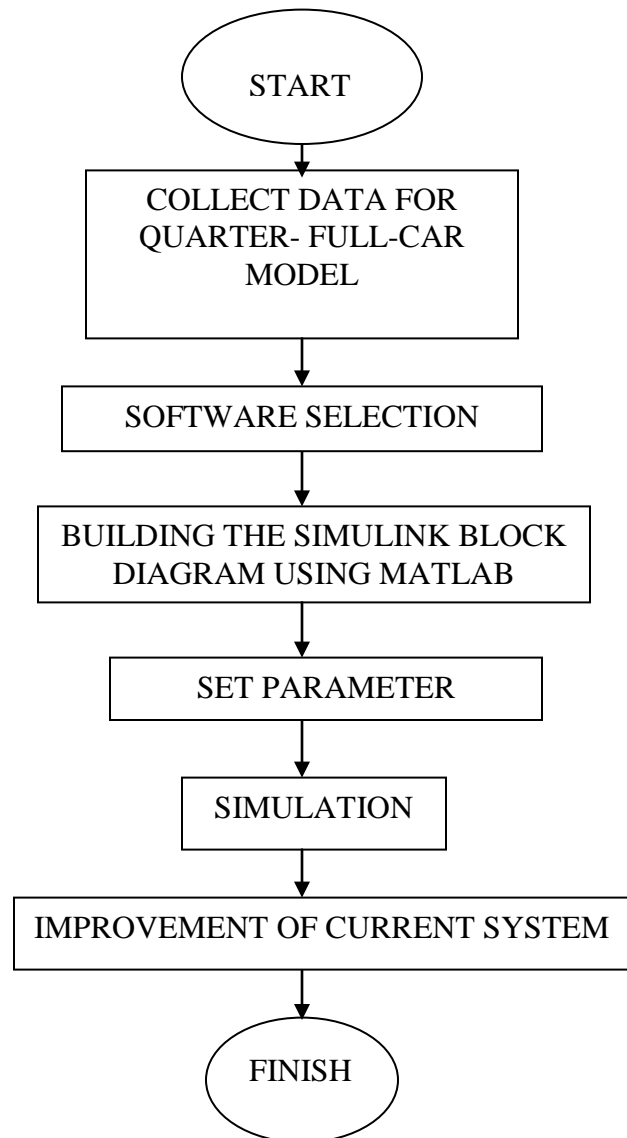 START
COLLECT DATA FOR
QUARTER- FULL-CAR
MODEL
SOFTWARE SELECTION
BUILDING THE SIMULINK BLOCK
DIAGRAM USING MATLAB
SET PARAMETER
SIMULATION
IMPROVEMENT OF CURRENT SYSTEM
FINISH